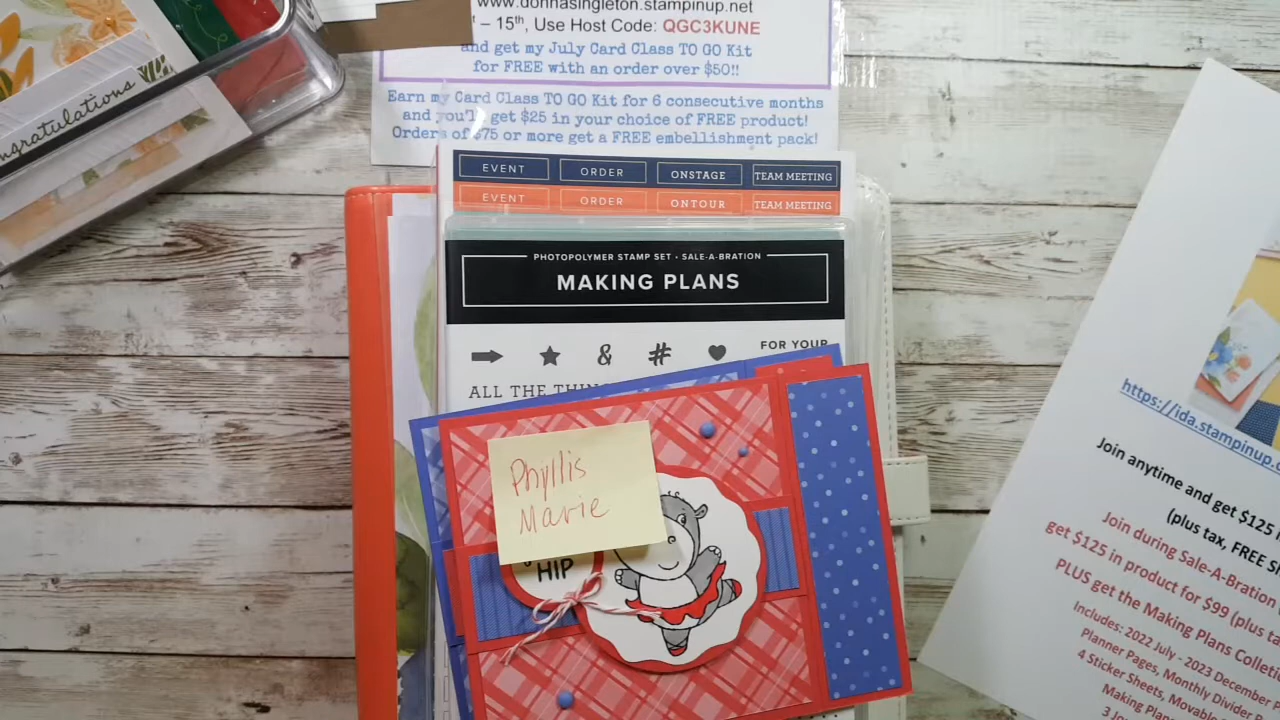 www.donnasingleton.stampinup.net
– 15th, Use Host Code: QGC3KUNE
and get my July Card Class TO GO Kit
for FREE with an order over $50!!
Earn my Card Class TO GO Kit for 6 consecutive months
and you'll get $25 in your choice of FREE product!
Orders of $75 or more get a FREE embellishment pack!
EVENT ORDER ONSTAGE TEAM MEETING
EVENT ORDER ONTOUR TEAM MEETING
PHOTOPOLYMER STAMP SET • SALE-A-BRATION
MAKING PLANS
& # FOR YOUR
ALL THE
Phyllis
Marie
HIP
https://ida.stampinup.
Join anytime and get $125
(plus tax, FREE
Join during Sale-A-Bration
get $125 in product for $99 (plus
PLUS get the Making Plans
Includes: 2022 July - 2023 December
Planner Pages, Monthly Divider
4 Sticker Sheets,
Making
3